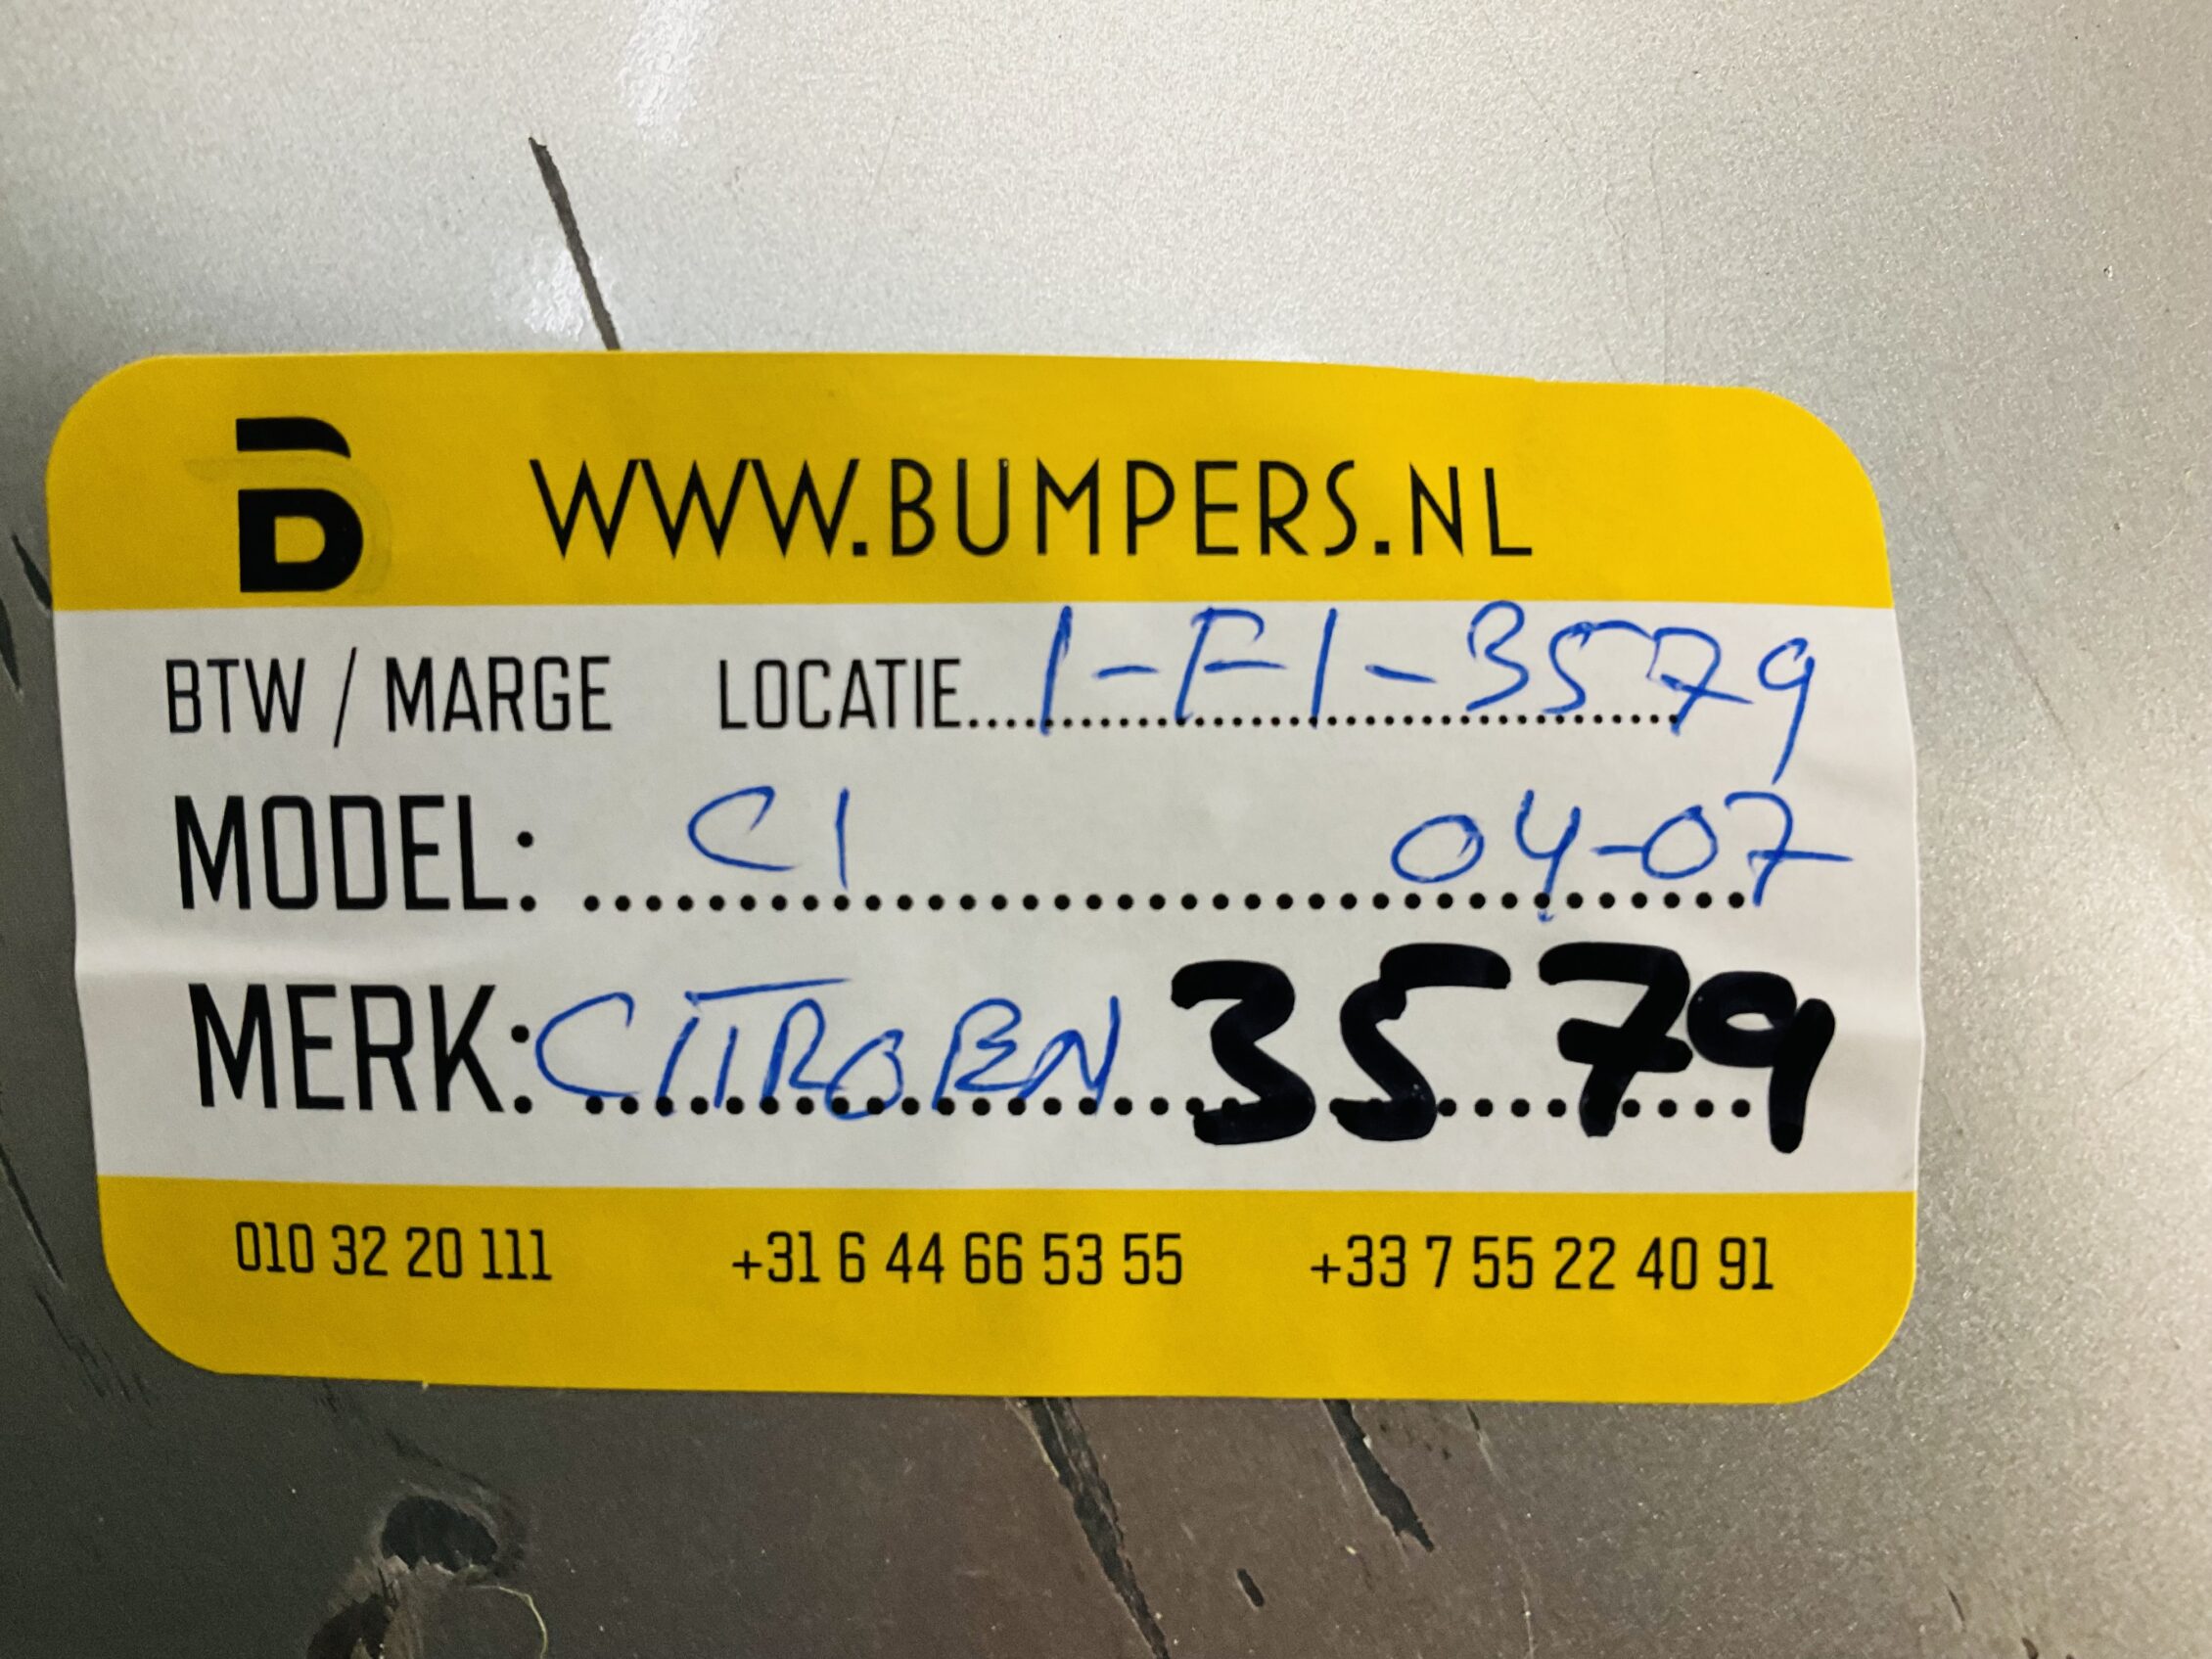 B WWW.BUMPERS.NL
BTW / MARGE LOCATIE 1-F1-3579
MODEL: C1 04-07
MERK: CITROEN 3579
010 32 20 111 +31 6 44 66 53 55 +33 7 55 22 40 91